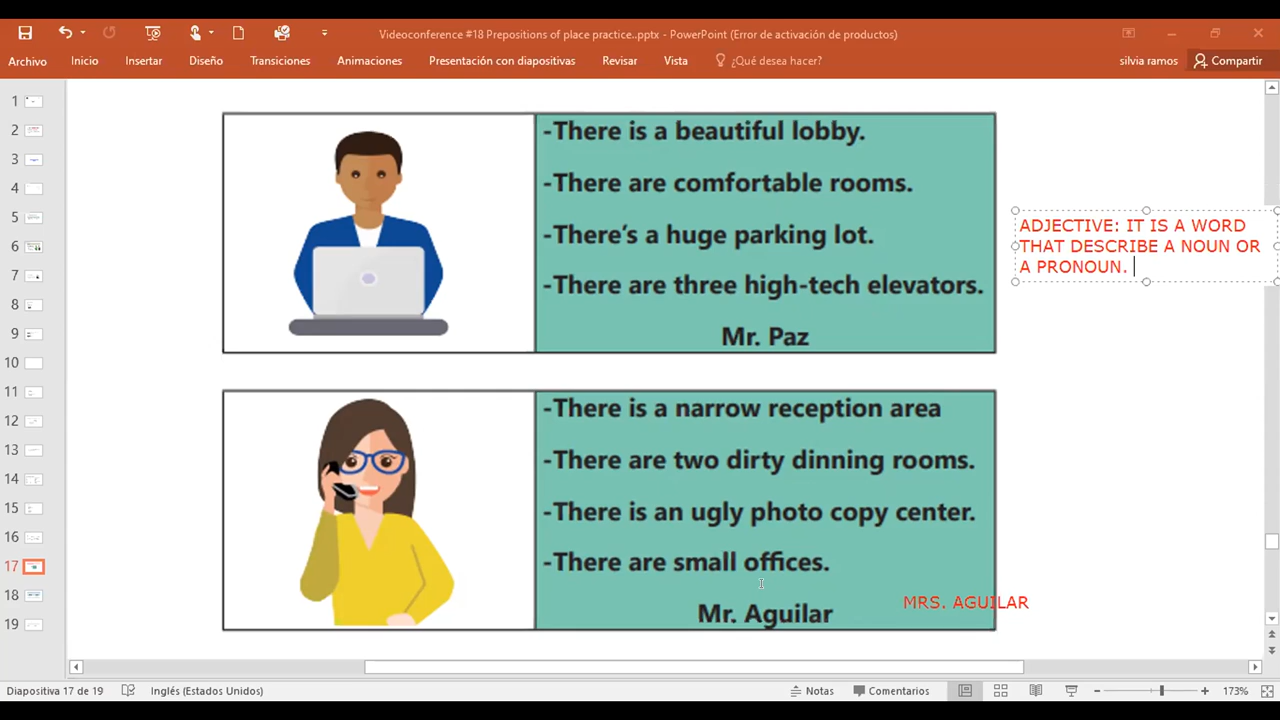 Videoconference #18 Prepositions of place practice..pptx - PowerPoint (Error de activación de productos)
Archivo Inicio Insertar Diseño Transiciones Animaciones Presentación con diapositivas Revisar Vista ¿Qué desea hacer? silvia ramos Compartir
1
2
3
4
5
6
7
8
9
10
11
12
13
14
15
16
17
18
19
-There is a beautiful lobby.
-There are comfortable rooms.
-There's a huge parking lot.
-There are three high-tech elevators.
Mr. Paz
ADJECTIVE: IT IS A WORD
THAT DESCRIBE A NOUN OR
A PRONOUN.
-There is a narrow reception area
-There are two dirty dinning rooms.
-There is an ugly photo copy center.
-There are small offices.
Mr. Aguilar
MRS. AGUILAR
Diapositiva 17 de 19 Inglés (Estados Unidos) Notas Comentarios 173%